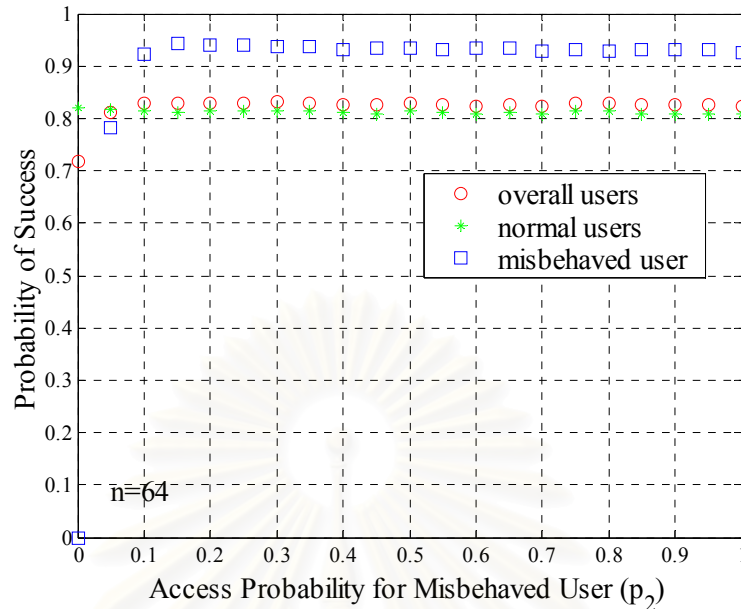 1
0.9
0.8
0.7
0.6
0.5
0.4
0.3
0.2
0.1
0
Probability of Success
overall users
normal users
misbehaved user
n=64
0 0.1 0.2 0.3 0.4 0.5 0.6 0.7 0.8 0.9 1
Access Probability for Misbehaved User (p₂)